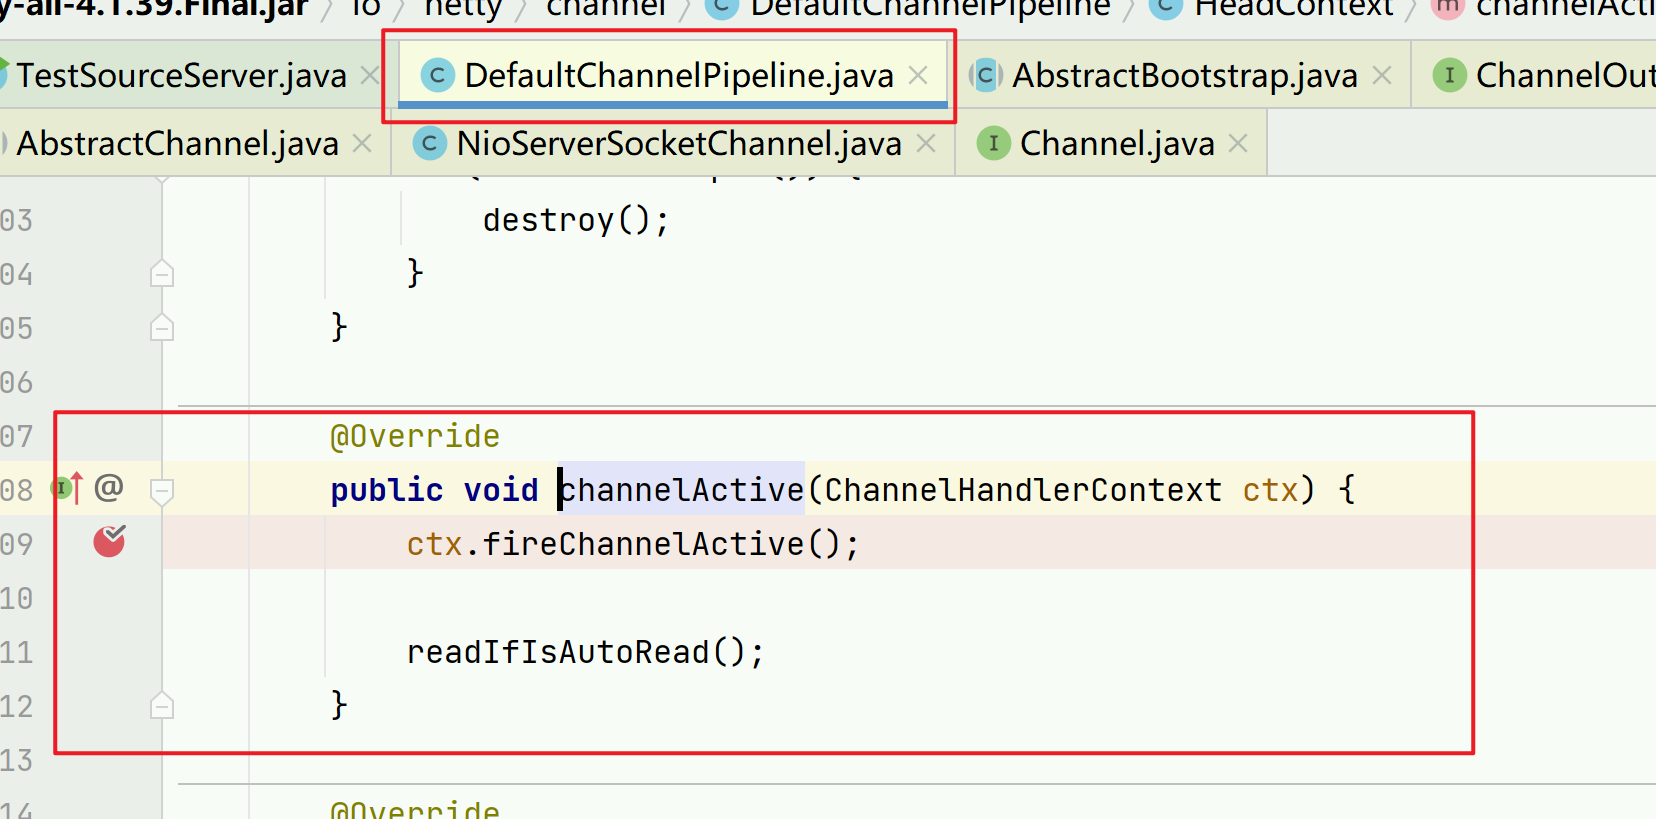 y-all-4.1.39.Final.jar 〉 io 〉 netty 〉 channel 〉 DefaultChannelPipeline 〉 HeadContext 〉 channelActi
TestSourceServer.java DefaultChannelPipeline.java AbstractBootstrap.java ChannelOut
AbstractChannel.java NioServerSocketChannel.java Channel.java
03 destroy();
04 }
05 }
06
07 @Override
08 public void channelActive(ChannelHandlerContext ctx) {
09 ctx.fireChannelActive();
10
11 readIfIsAutoRead();
12 }
13
14 @Override